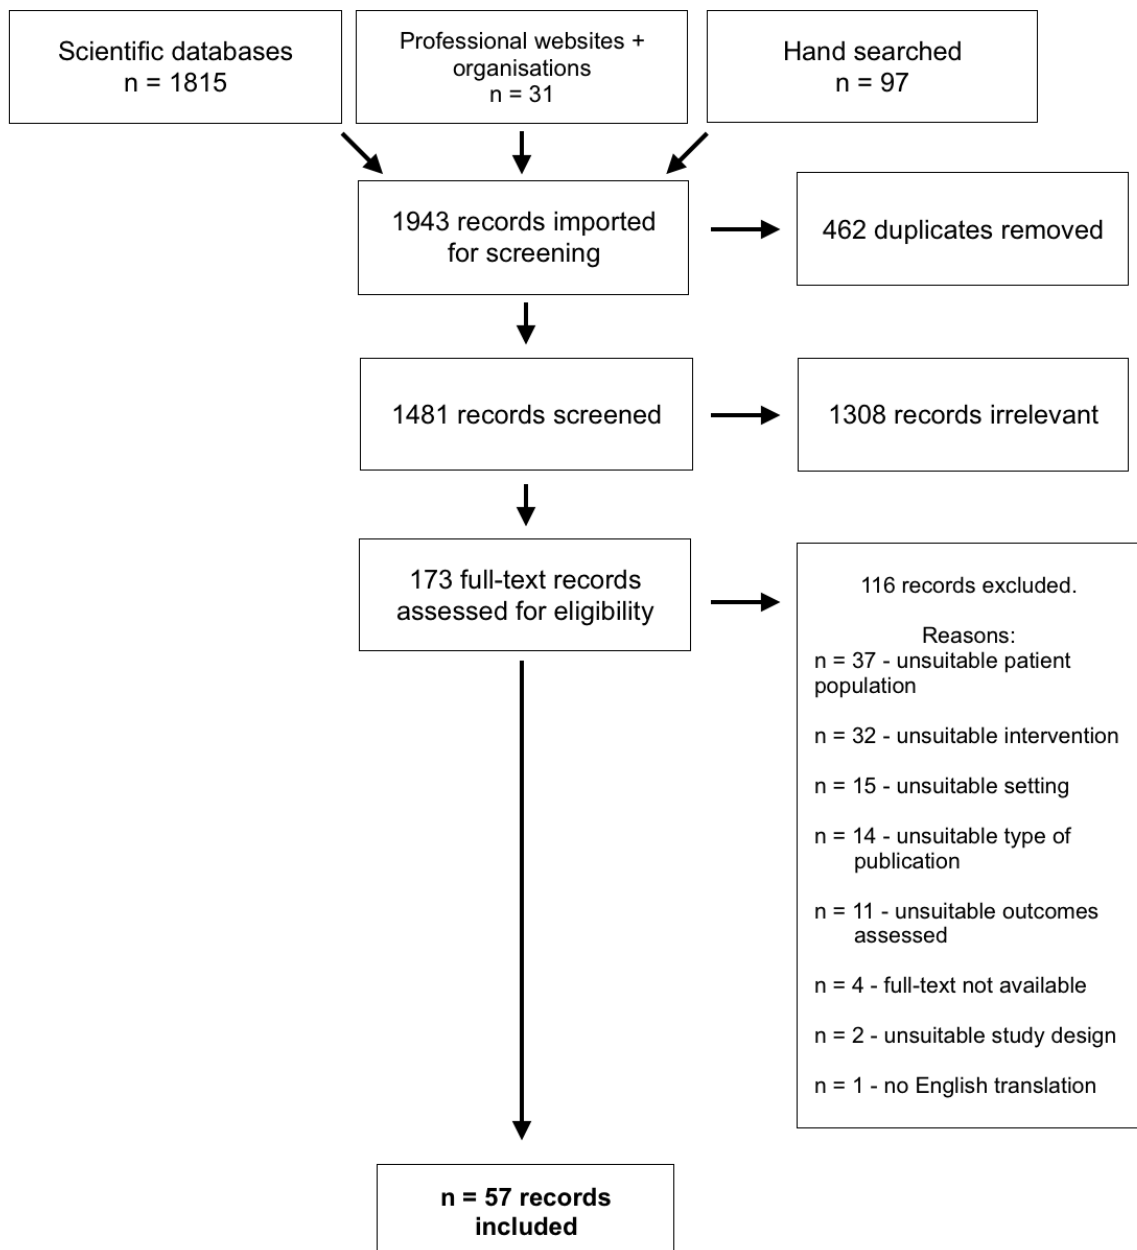 Scientific databases
n = 1815
Professional websites +
organisations
n = 31
Hand searched
n = 97
1943 records imported
for screening
462 duplicates removed
1481 records screened
1308 records irrelevant
173 full-text records
assessed for eligibility
116 records excluded.
Reasons:
n = 37 - unsuitable patient
population
n = 32 - unsuitable intervention
n = 15 - unsuitable setting
n = 14 - unsuitable type of
publication
n = 11 - unsuitable outcomes
assessed
n = 4 - full-text not available
n = 2 - unsuitable study design
n = 1 - no English translation
n = 57 records
included